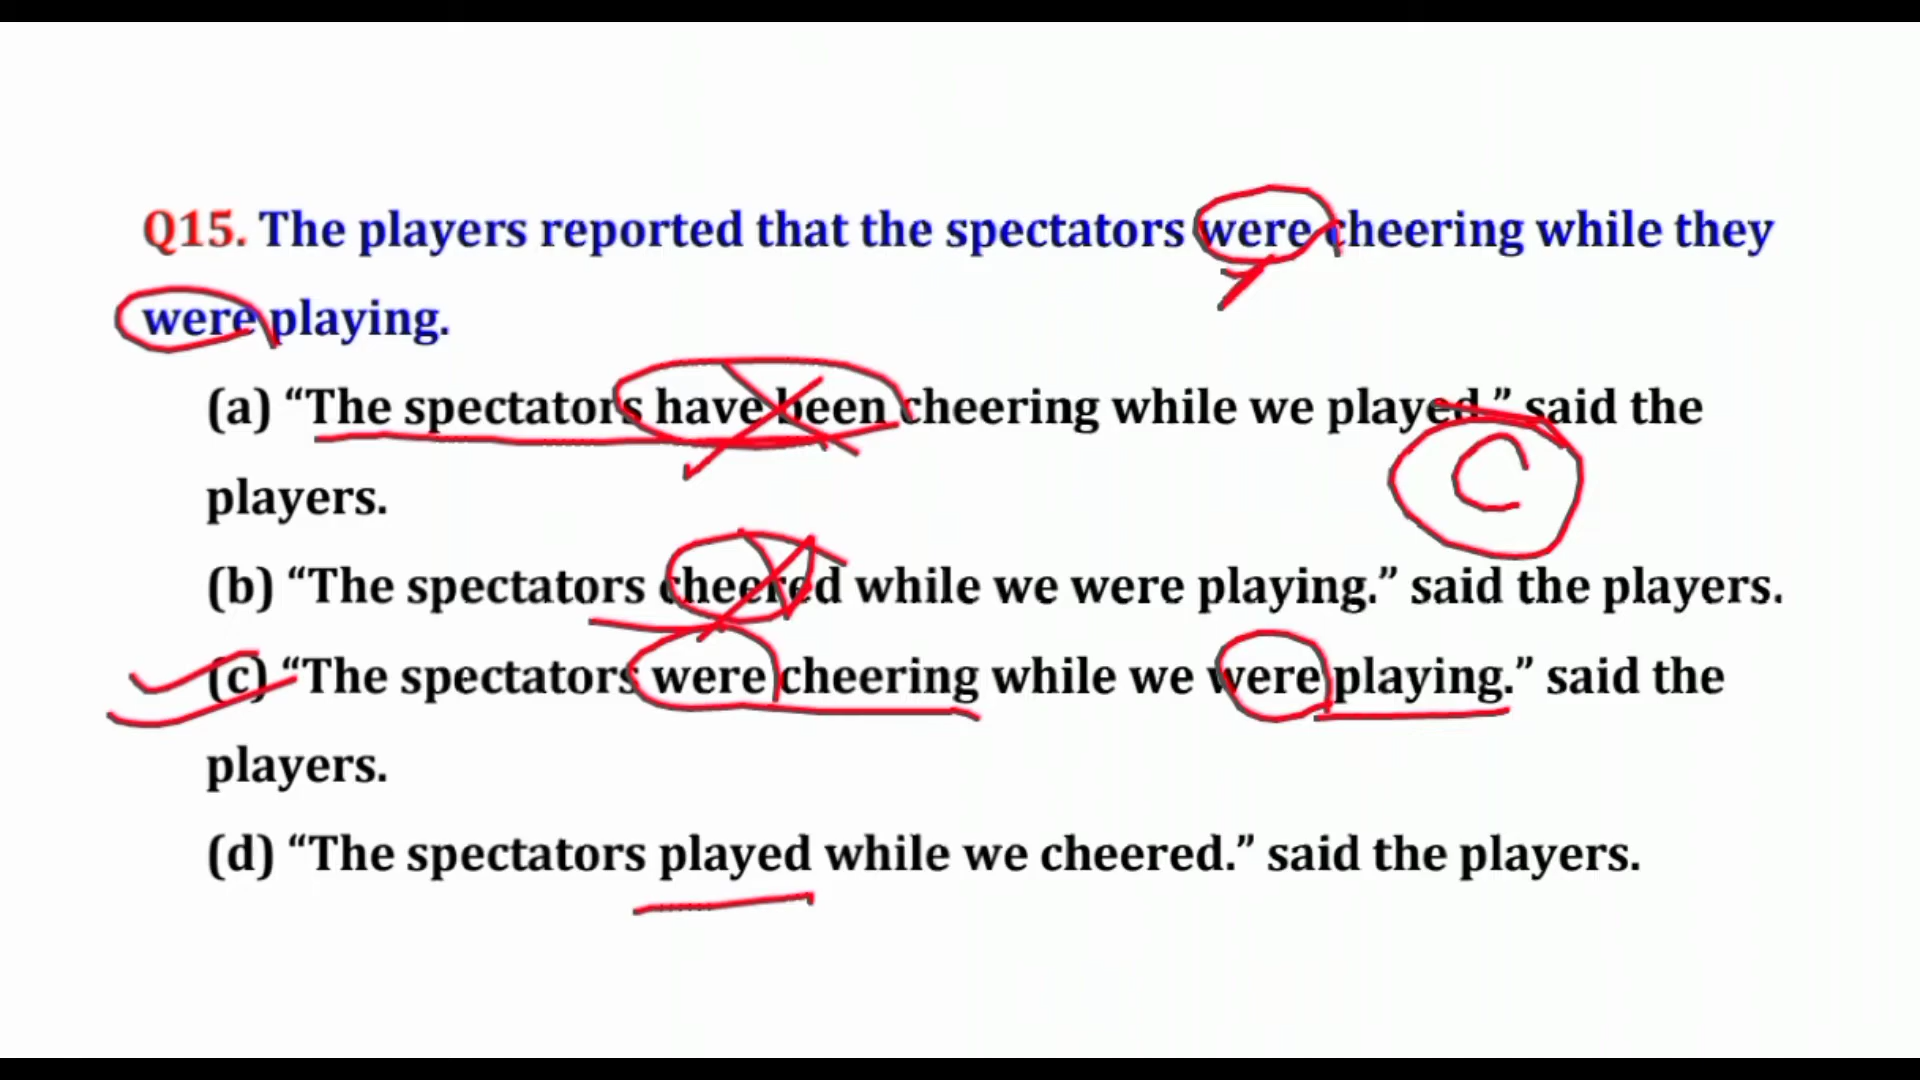 Q15. The players reported that the spectators were cheering while they
were playing.
(a) “The spectators have been cheering while we played.” said the
C
players.
(b) “The spectators cheered while we were playing.” said the players.
(c) “The spectators were cheering while we were playing.” said the
players.
(d) “The spectators played while we cheered.” said the players.